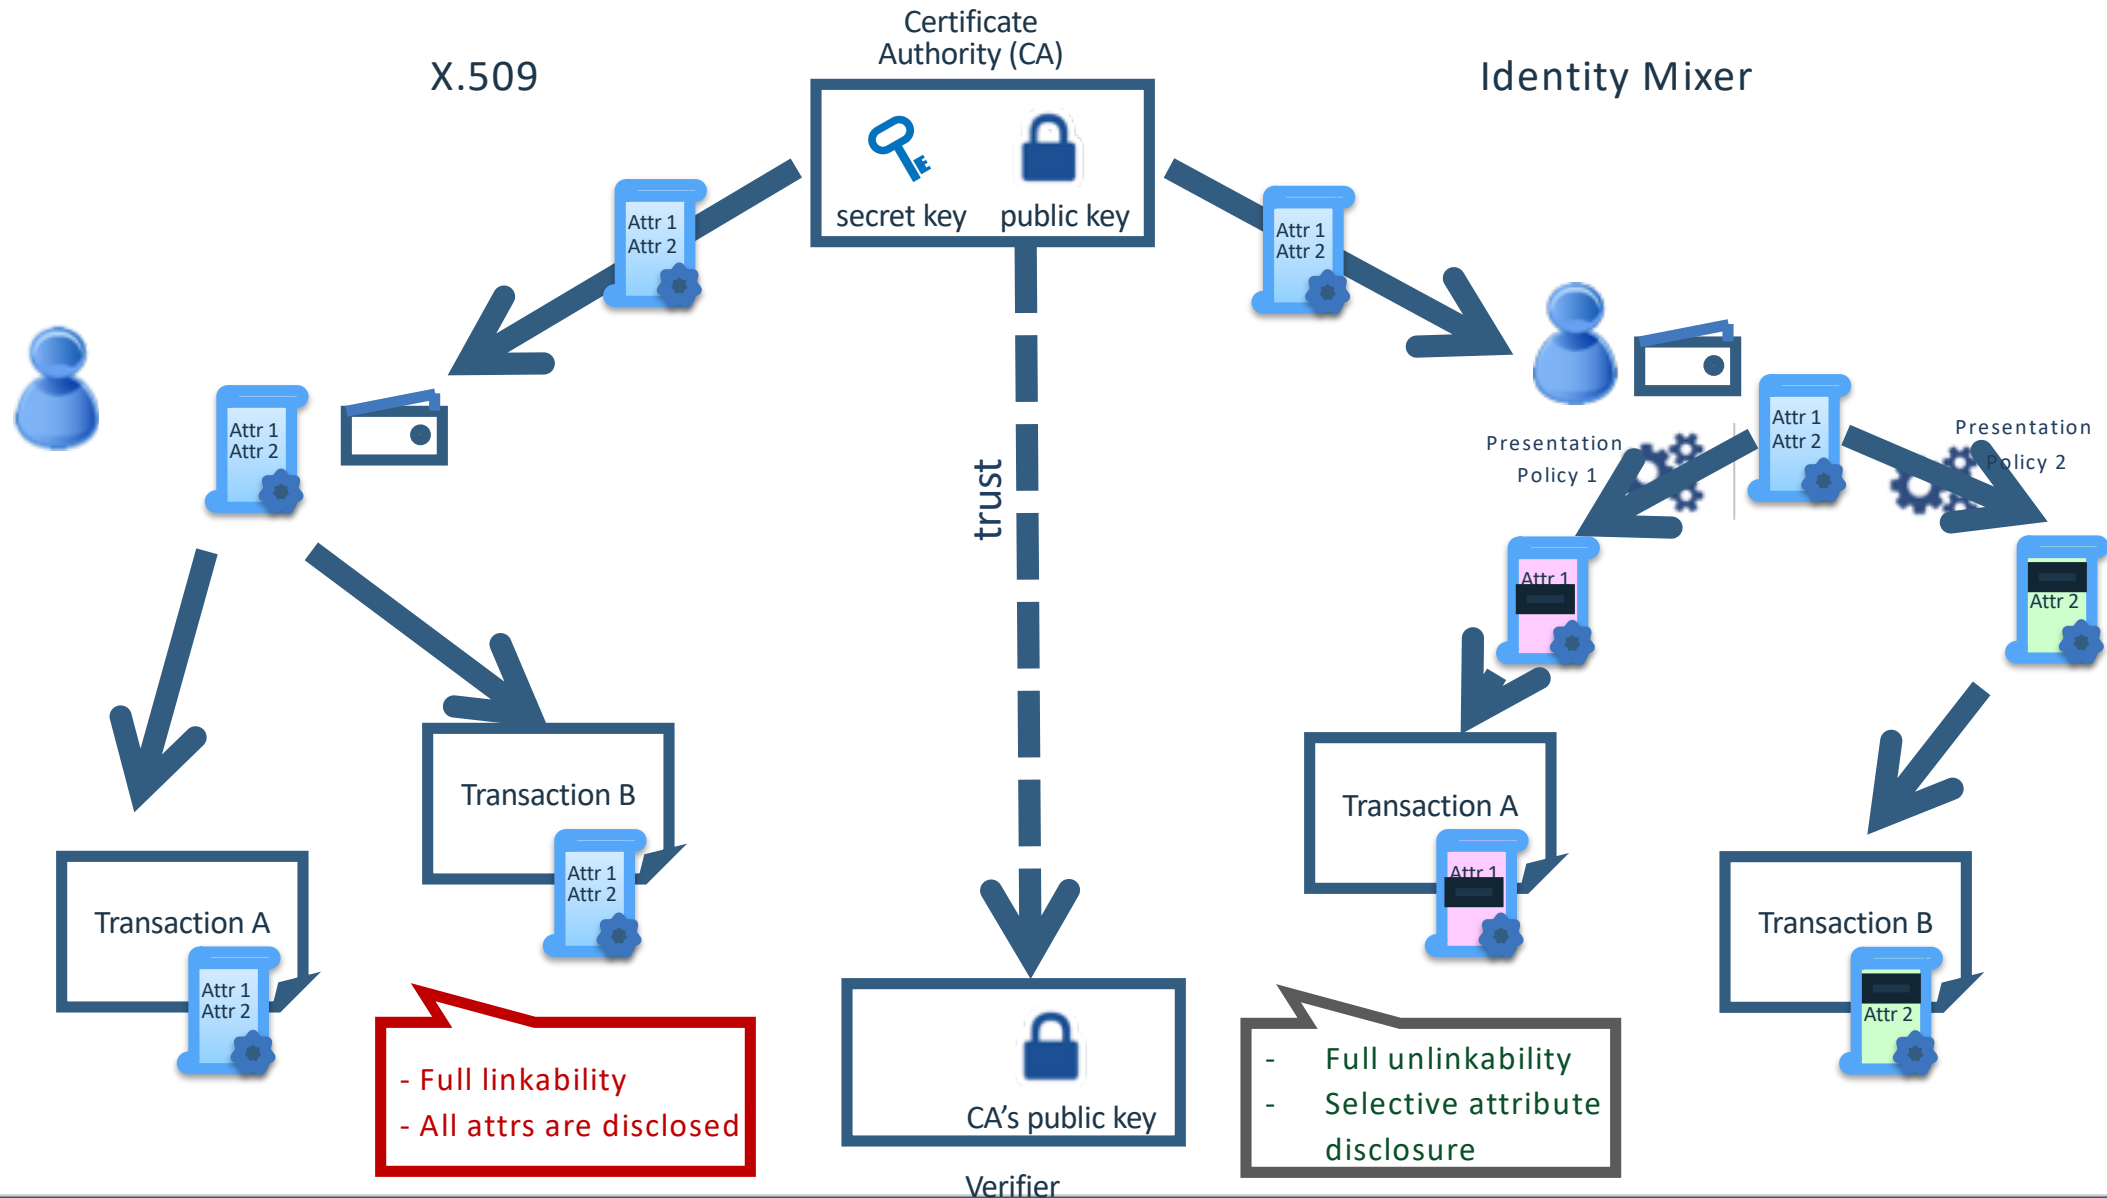 Certificate
Authority (CA)
X.509
Identity Mixer
secret key
public key
Attr 1
Attr 2
Attr 1
Attr 2
Attr 1
Attr 2
Attr 1
Attr 2
Presentation
Policy 1
Presentation
Policy 2
trust
Attr 1
Attr 2
Transaction B
Attr 1
Attr 2
Transaction A
Attr 1
Transaction A
Attr 1
Attr 2
Transaction B
Attr 2
- Full linkability
- All attrs are disclosed
CA’s public key
Verifier
- Full unlinkability
- Selective attribute
disclosure